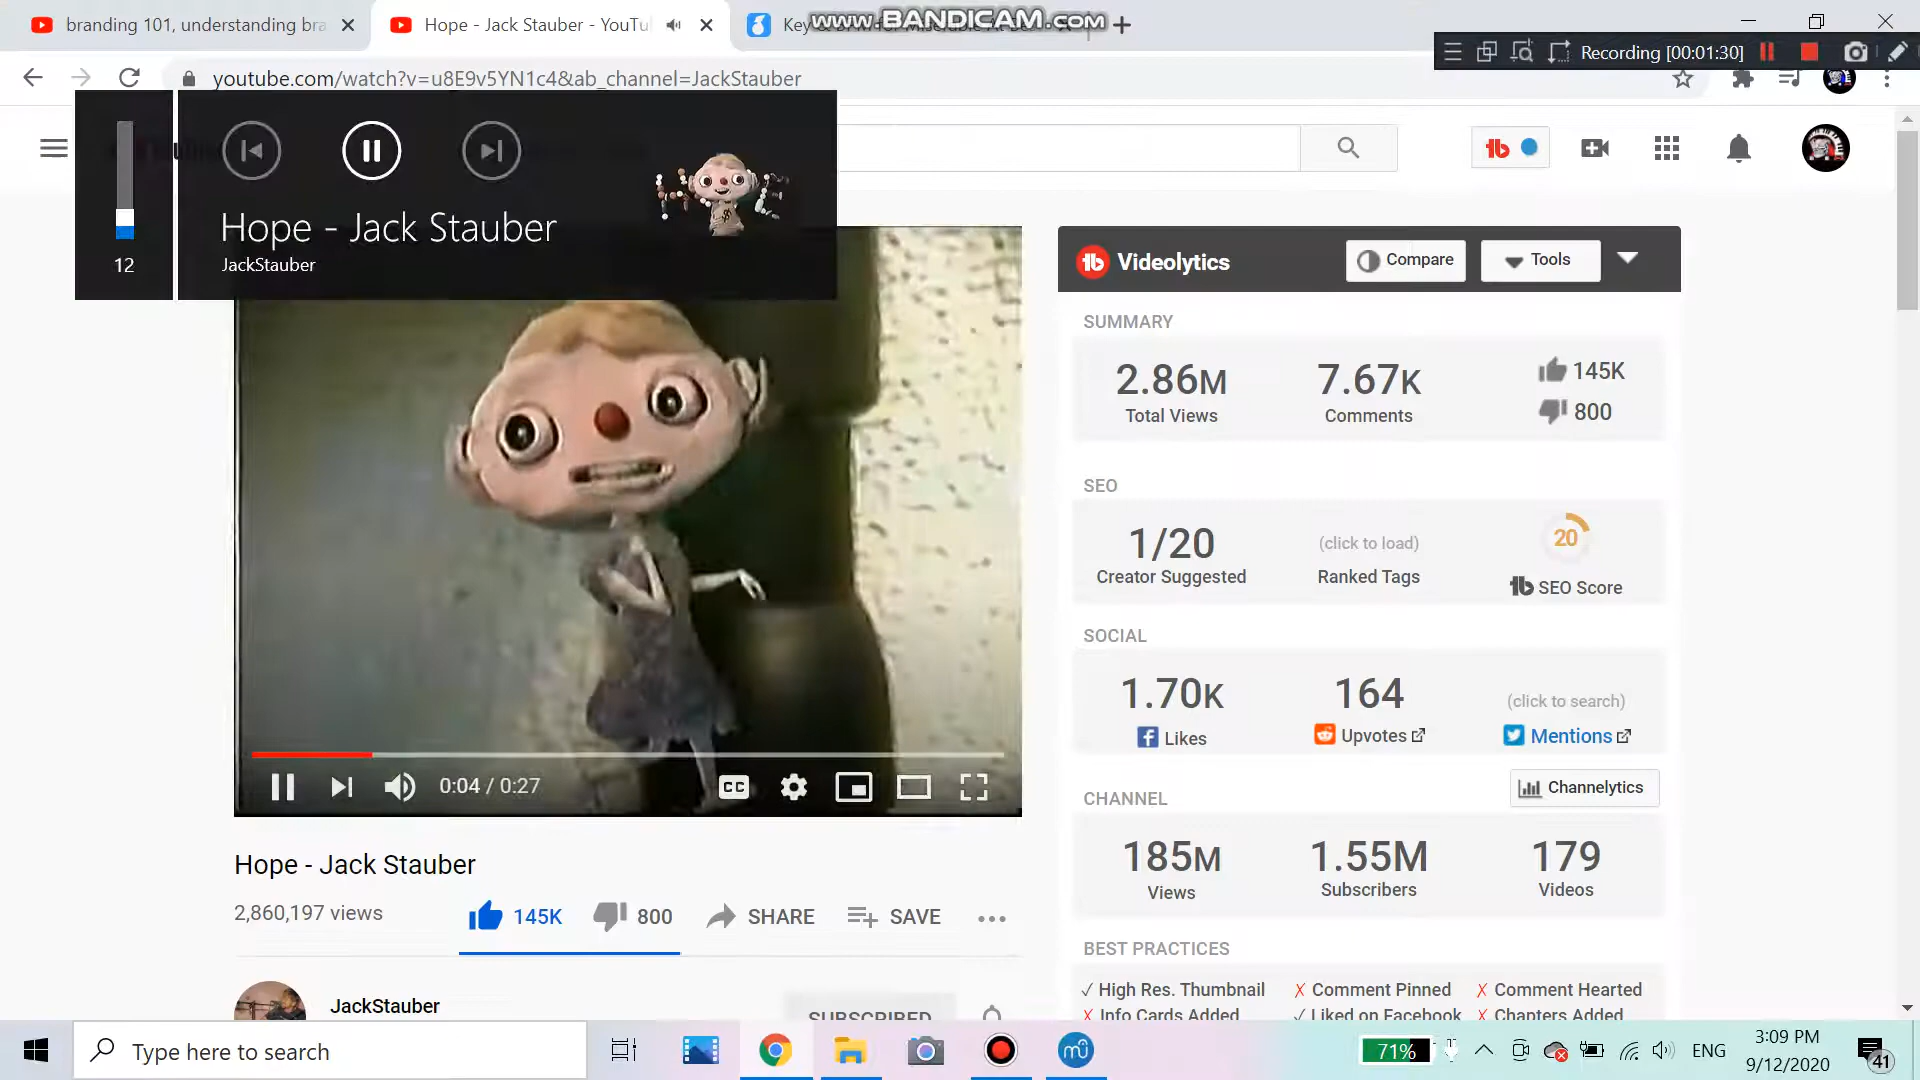 branding 101, understanding bra
Hope - Jack Stauber - YouTu
www.BANDICAM.com
Recording [00:01:30]
youtube.com/watch?v=u8E9v5YN1c4&ab_channel=JackStauber
Hope - Jack Stauber
JackStauber
12
Videolytics
Compare
Tools
SUMMARY
2.86M
Total Views
7.67K
Comments
145K
800
SEO
1/20
Creator Suggested
(click to load)
Ranked Tags
20
SEO Score
SOCIAL
1.70K
Likes
164
Upvotes
(click to search)
Mentions
CHANNEL
Channelytics
185M
Views
1.55M
Subscribers
179
Videos
BEST PRACTICES
High Res. Thumbnail
Comment Pinned
Comment Hearted
Info Cards Added
Liked on Facebook
Chapters Added
0:04 / 0:27
CC
Hope - Jack Stauber
2,860,197 views
145K
800
SHARE
SAVE
JackStauber
SUBSCRIBED
Type here to search
71%
ENG
3:09 PM
9/12/2020
41